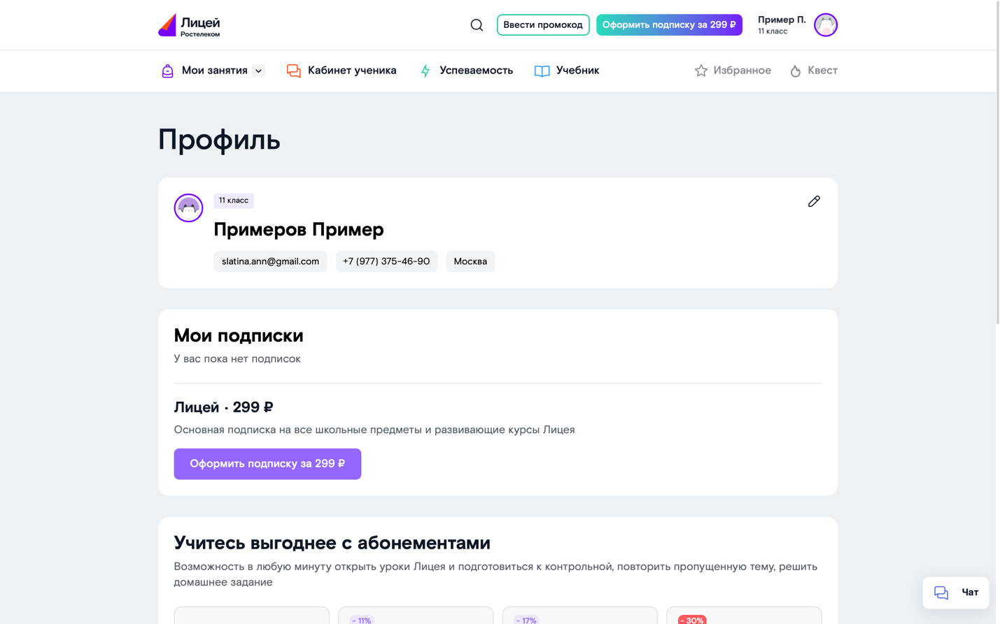 Лицей
Ростелеком
Ввести промокод
Оформить подписку за 299 ₽
Пример П.
11 класс
Мои занятия
Кабинет ученика
Успеваемость
Учебник
Избранное
Квест
Профиль
11 класс
Примеров Пример
slatina.ann@gmail.com
+7 (977) 375-46-90
Москва
Мои подписки
У вас пока нет подписок
Лицей · 299 ₽
Основная подписка на все школьные предметы и развивающие курсы Лицея
Оформить подписку за 299 ₽
Учитесь выгоднее с абонементами
Возможность в любую минуту открыть уроки Лицея и подготовиться к контрольной, повторить пропущенную тему, решить
домашнее задание
Чат
- 11%
- 17%
- 30%